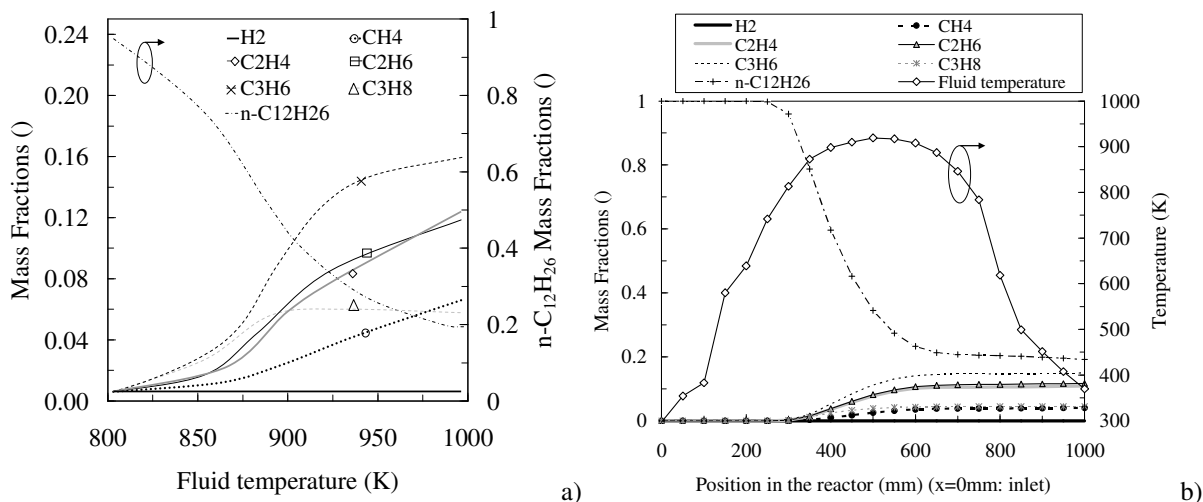 0.24
0.20
0.16
0.12
0.08
0.04
0.00
Mass Fractions ()
H2
CH4
C2H4
C2H6
C3H6
C3H8
n-C12H26
1
0.8
0.6
0.4
0.2
0
n-C12H26 Mass Fractions ()
800 850 900 950 1000
Fluid temperature (K)
a)
H2
CH4
C2H4
C2H6
C3H6
C3H8
n-C12H26
Fluid temperature
1
0.8
0.6
0.4
0.2
0
Mass Fractions ()
1000
900
800
700
600
500
400
300
Temperature (K)
0 200 400 600 800 1000
Position in the reactor (mm) (x=0mm: inlet)
b)